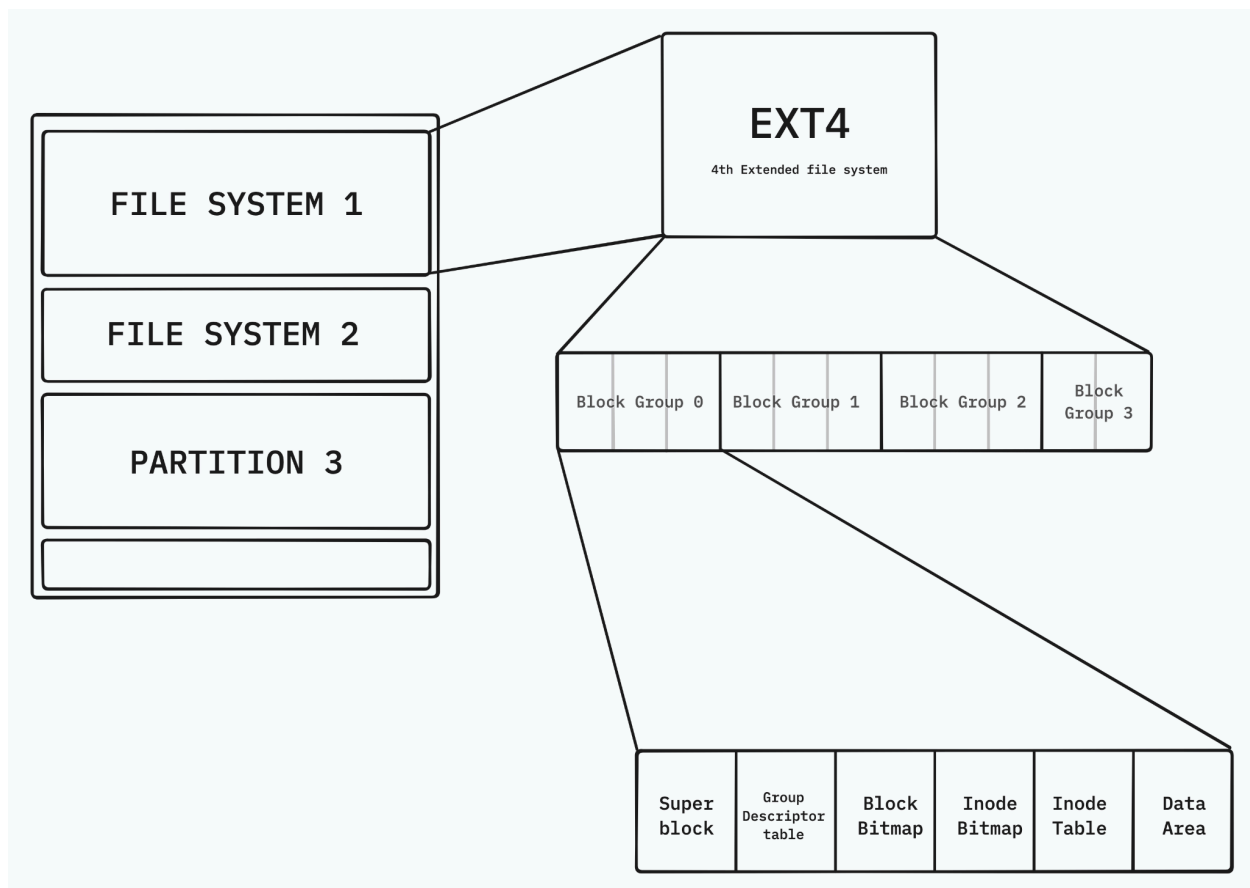 FILE SYSTEM 1
FILE SYSTEM 2
PARTITION 3
EXT4
4th Extended file system
Block Group 0
Block Group 1
Block Group 2
Block
Group 3
Super
block
Group
Descriptor
table
Block
Bitmap
Inode
Bitmap
Inode
Table
Data
Area